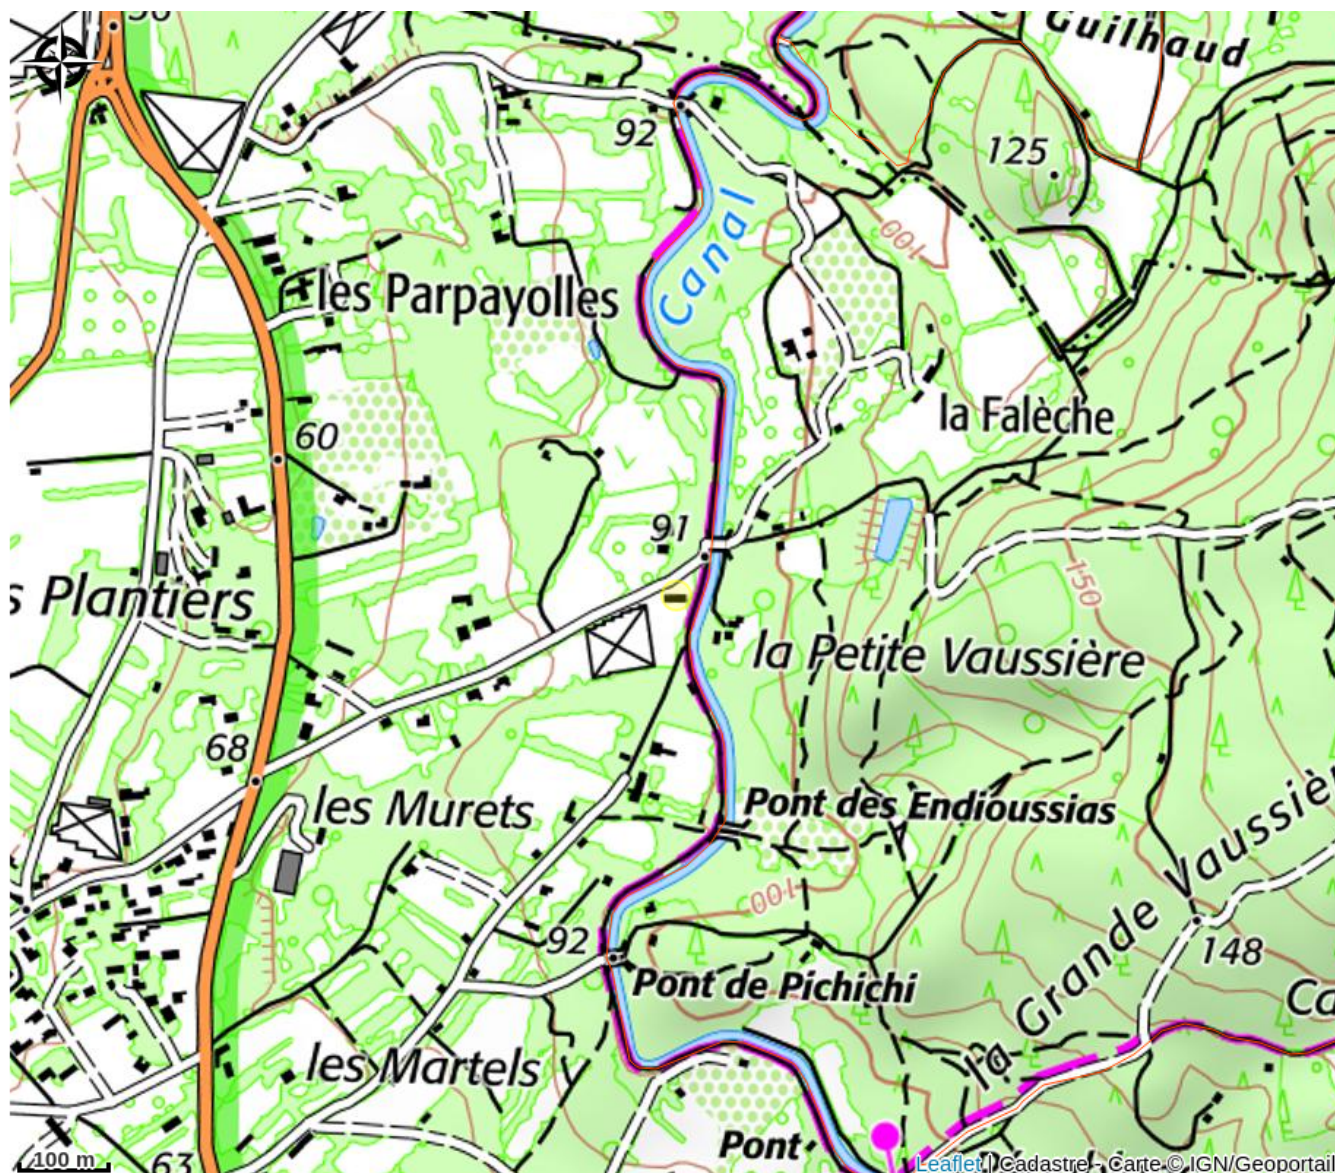 Guilhaud
92
125
Canal
100
les Parpayolles
la Falèche
60
91
150
Plantiers
la Petite Vaussière
68
les Murets
Pont des Endioussias
100
la Grande Vaussièr
92
148
Pont de Pichichi
Ca
les Martels
Pont
63
100 m
Leaflet | Cadastre - Carte © IGN/Geoportail